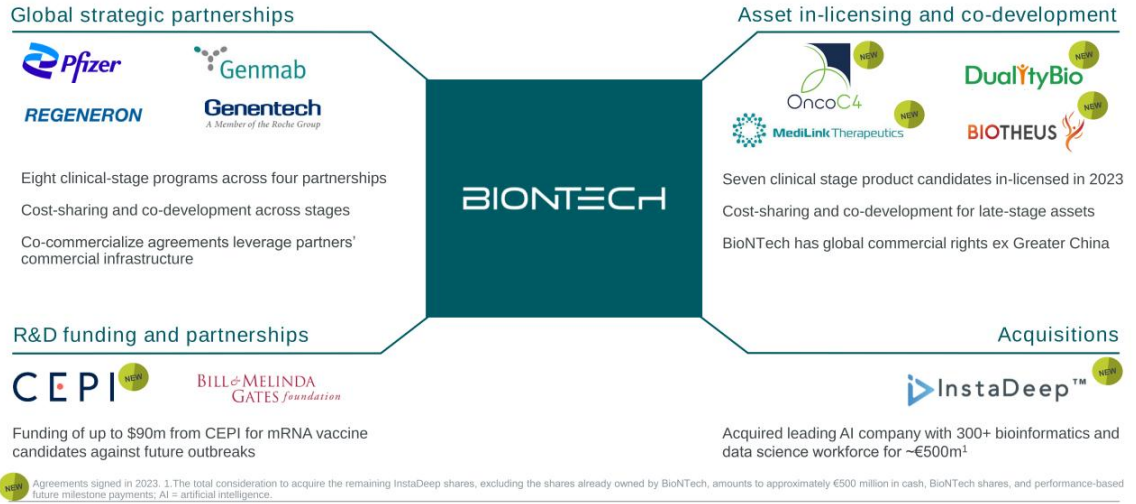 Global strategic partnerships
Pfizer
Genmab
REGENERON
Genentech
A Member of the Roche Group
Eight clinical-stage programs across four partnerships
Cost-sharing and co-development across stages
Co-commercialize agreements leverage partners'
commercial infrastructure
Asset in-licensing and co-development
OncoC4
NEW
DualityBio
NEW
MediLink Therapeutics
NEW
BIOTHEUS
NEW
Seven clinical stage product candidates in-licensed in 2023
Cost-sharing and co-development for late-stage assets
BioNTech has global commercial rights ex Greater China
BIONTECH
R&D funding and partnerships
CEPI
NEW
BILL & MELINDA
GATES foundation
Funding of up to $90m from CEPI for mRNA vaccine
candidates against future outbreaks
Acquisitions
InstaDeep™
NEW
Acquired leading AI company with 300+ bioinformatics and
data science workforce for ~€500m¹
NEW
Agreements signed in 2023. 1.The total consideration to acquire the remaining InstaDeep shares, excluding the shares already owned by BioNTech, amounts to approximately €500 million in cash, BioNTech shares, and performance-based
future milestone payments; AI = artificial intelligence.